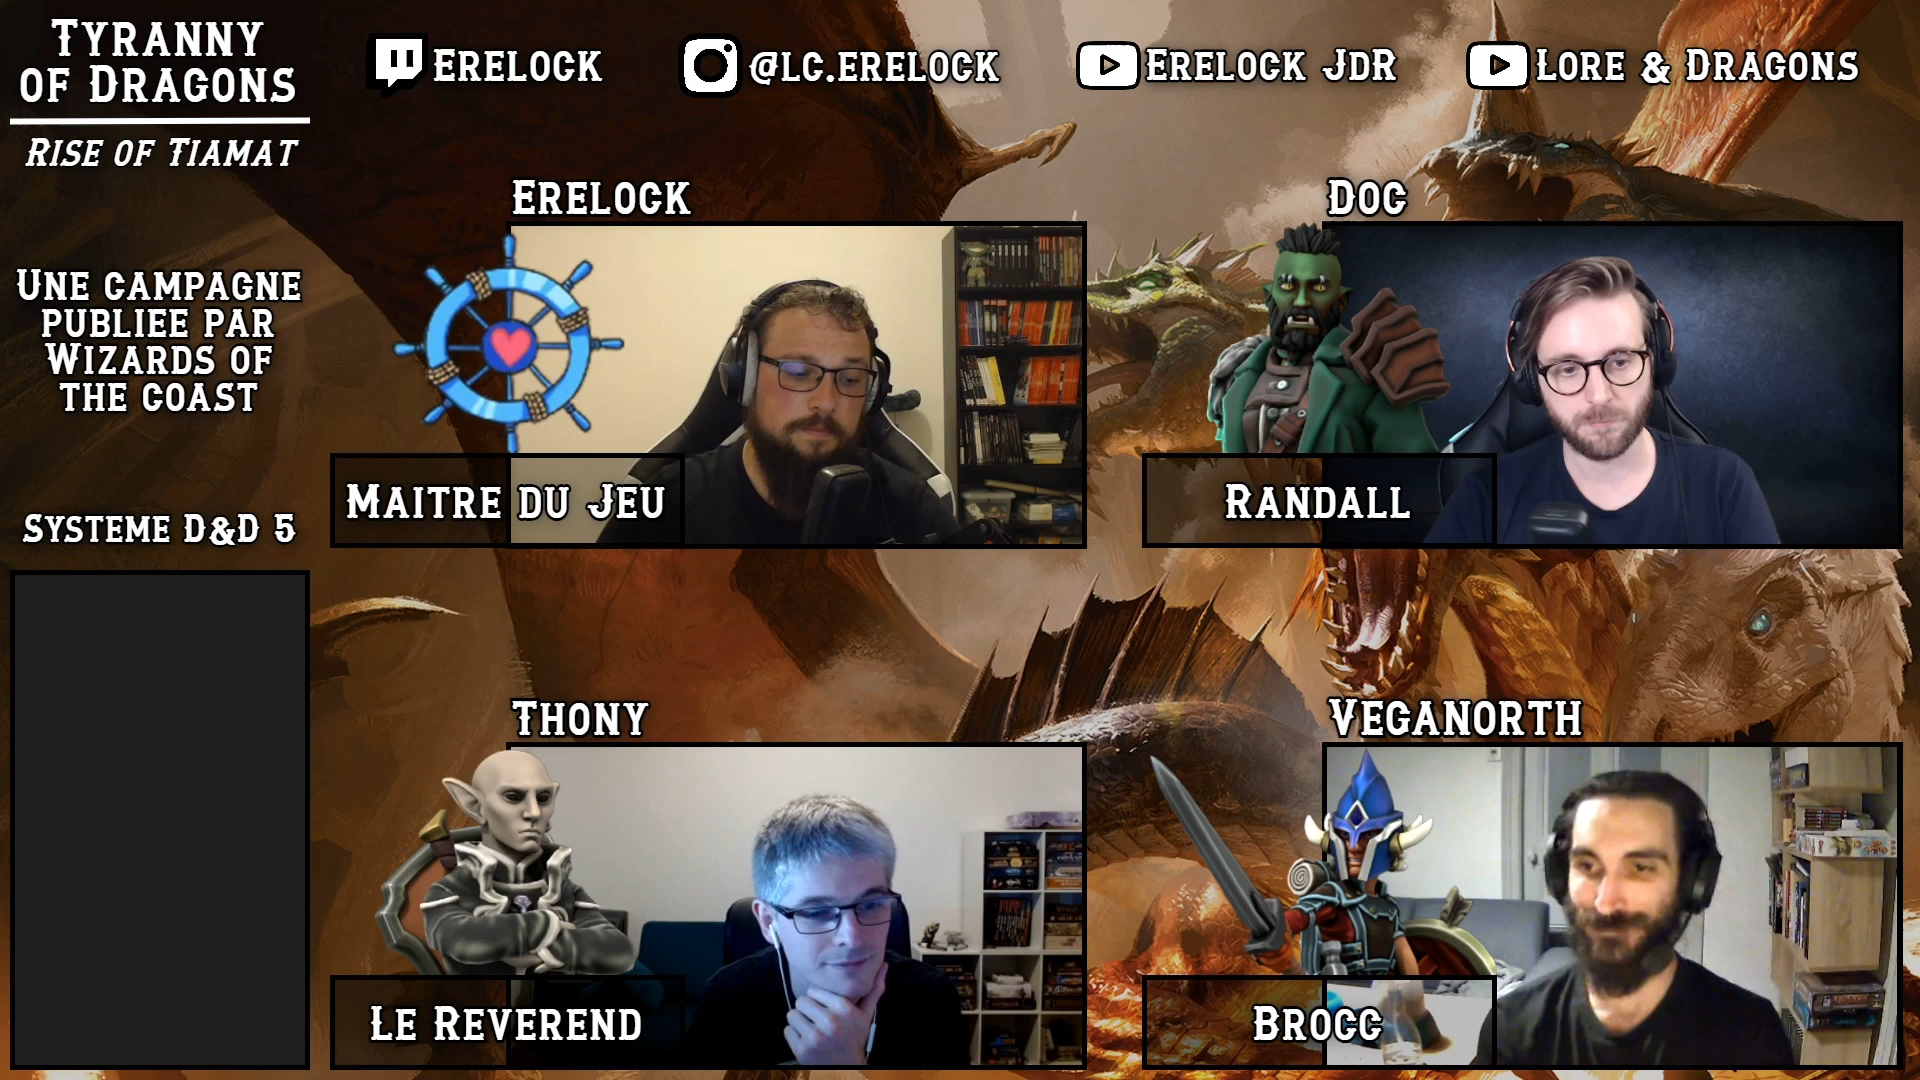 TYRANNY
OF DRAGONS
RISE OF TIAMAT
ERELOCK
@LC.ERELOCK
ERELOCK JDR
LORE & DRAGONS
UNE CAMPAGNE
PUBLIEE PAR
WIZARDS OF
THE COAST
SYSTEME D&D 5
ERELOCK
MAITRE DU JEU
DOC
RANDALL
THONY
LE REVEREND
VEGANORTH
BROCC